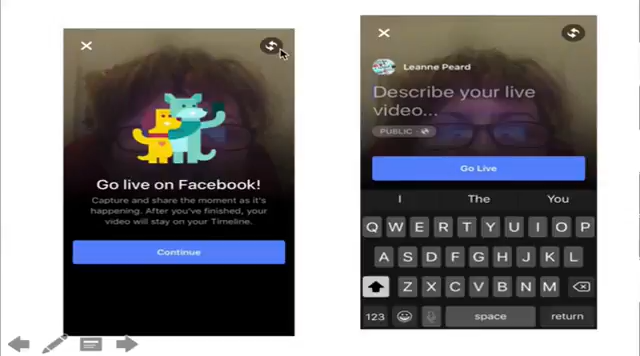 Go live on Facebook!
Capture and share the moment as it's
happening. After you've finished, your
video will stay on your Timeline.
Continue
Leanne Peard
Describe your live
video...
PUBLIC
Go Live
I The You
Q W E R T Y U I O P
A S D F G H J K L
Z X C V B N M
123 space return